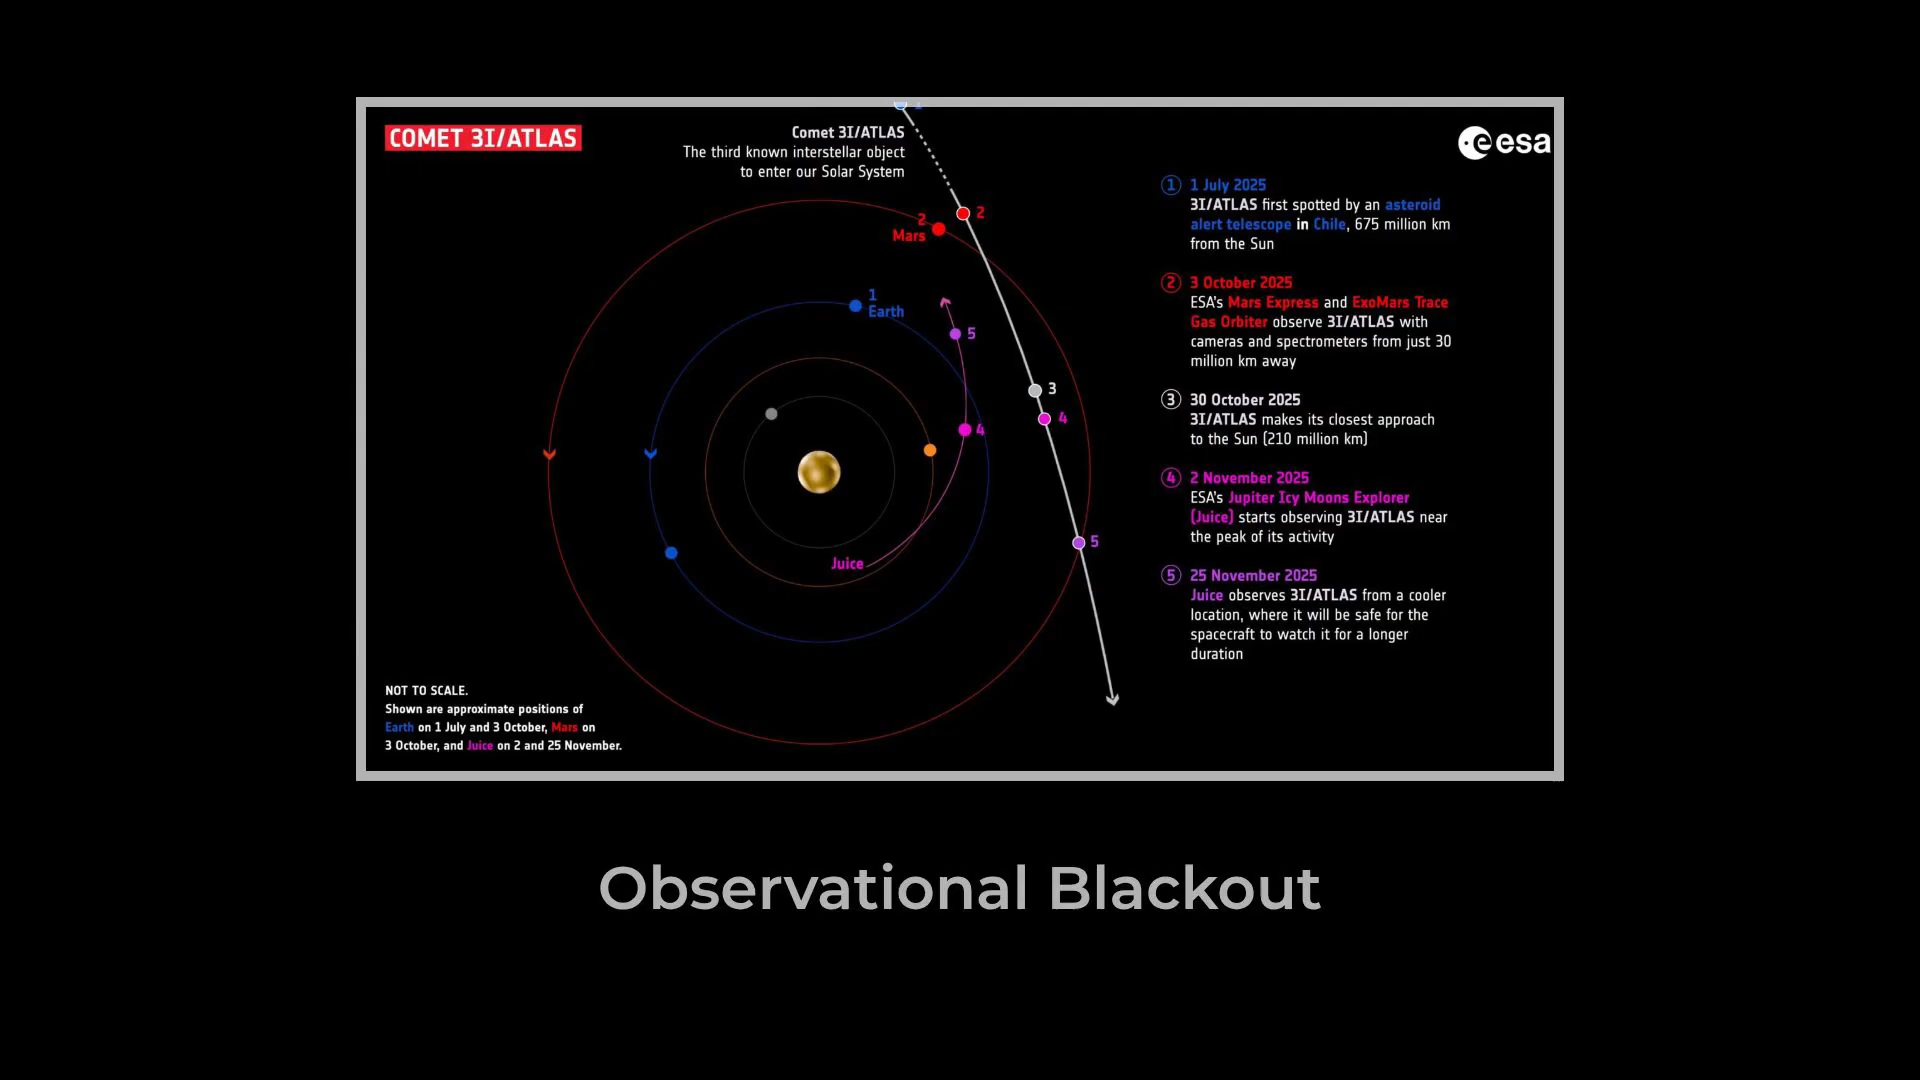 COMET 3I/ATLAS
Comet 3I/ATLAS
The third known interstellar object
to enter our Solar System
esa
1 1 July 2025
3I/ATLAS first spotted by an asteroid
alert telescope in Chile, 675 million km
from the Sun
2 3 October 2025
ESA's Mars Express and ExoMars Trace
Gas Orbiter observe 3I/ATLAS with
cameras and spectrometers from just 30
million km away
3 30 October 2025
3I/ATLAS makes its closest approach
to the Sun (210 million km)
4 2 November 2025
ESA's Jupiter Icy Moons Explorer
(Juice) starts observing 3I/ATLAS near
the peak of its activity
5 25 November 2025
Juice observes 3I/ATLAS from a cooler
location, where it will be safe for the
spacecraft to watch it for a longer
duration
2
2
Mars
1
Earth
5
3
4
4
5
Juice
NOT TO SCALE.
Shown are approximate positions of
Earth on 1 July and 3 October, Mars on
3 October, and Juice on 2 and 25 November.
Observational Blackout